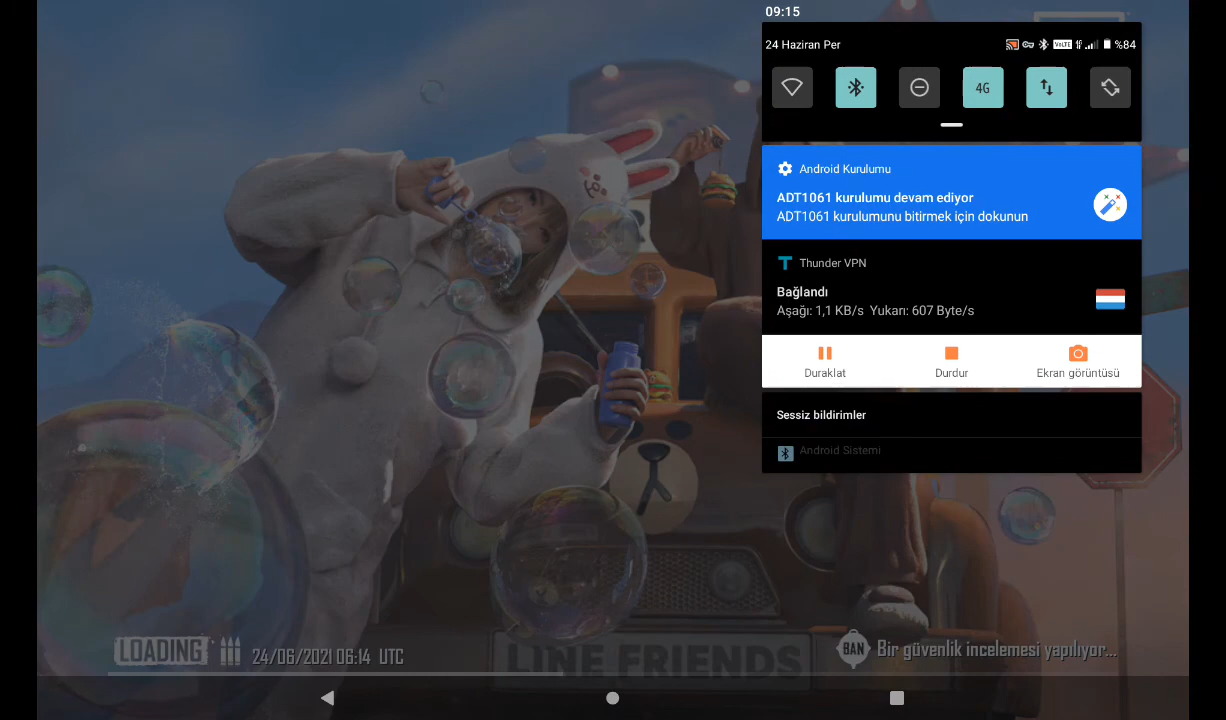 09:15
24 Haziran Per
VoLTE %84
4G
Android Kurulumu
ADT1061 kurulumu devam ediyor
ADT1061 kurulumunu bitirmek için dokunun
Thunder VPN
Bağlandı
Aşağı: 1,1 KB/s Yukarı: 607 Byte/s
Duraklat Durdur Ekran görüntüsü
Sessiz bildirimler
Android Sistemi
LOADING 24/06/2021 06:14 UTC
LINE FRIENDS
BAN Bir güvenlik incelemesi yapılıyor...